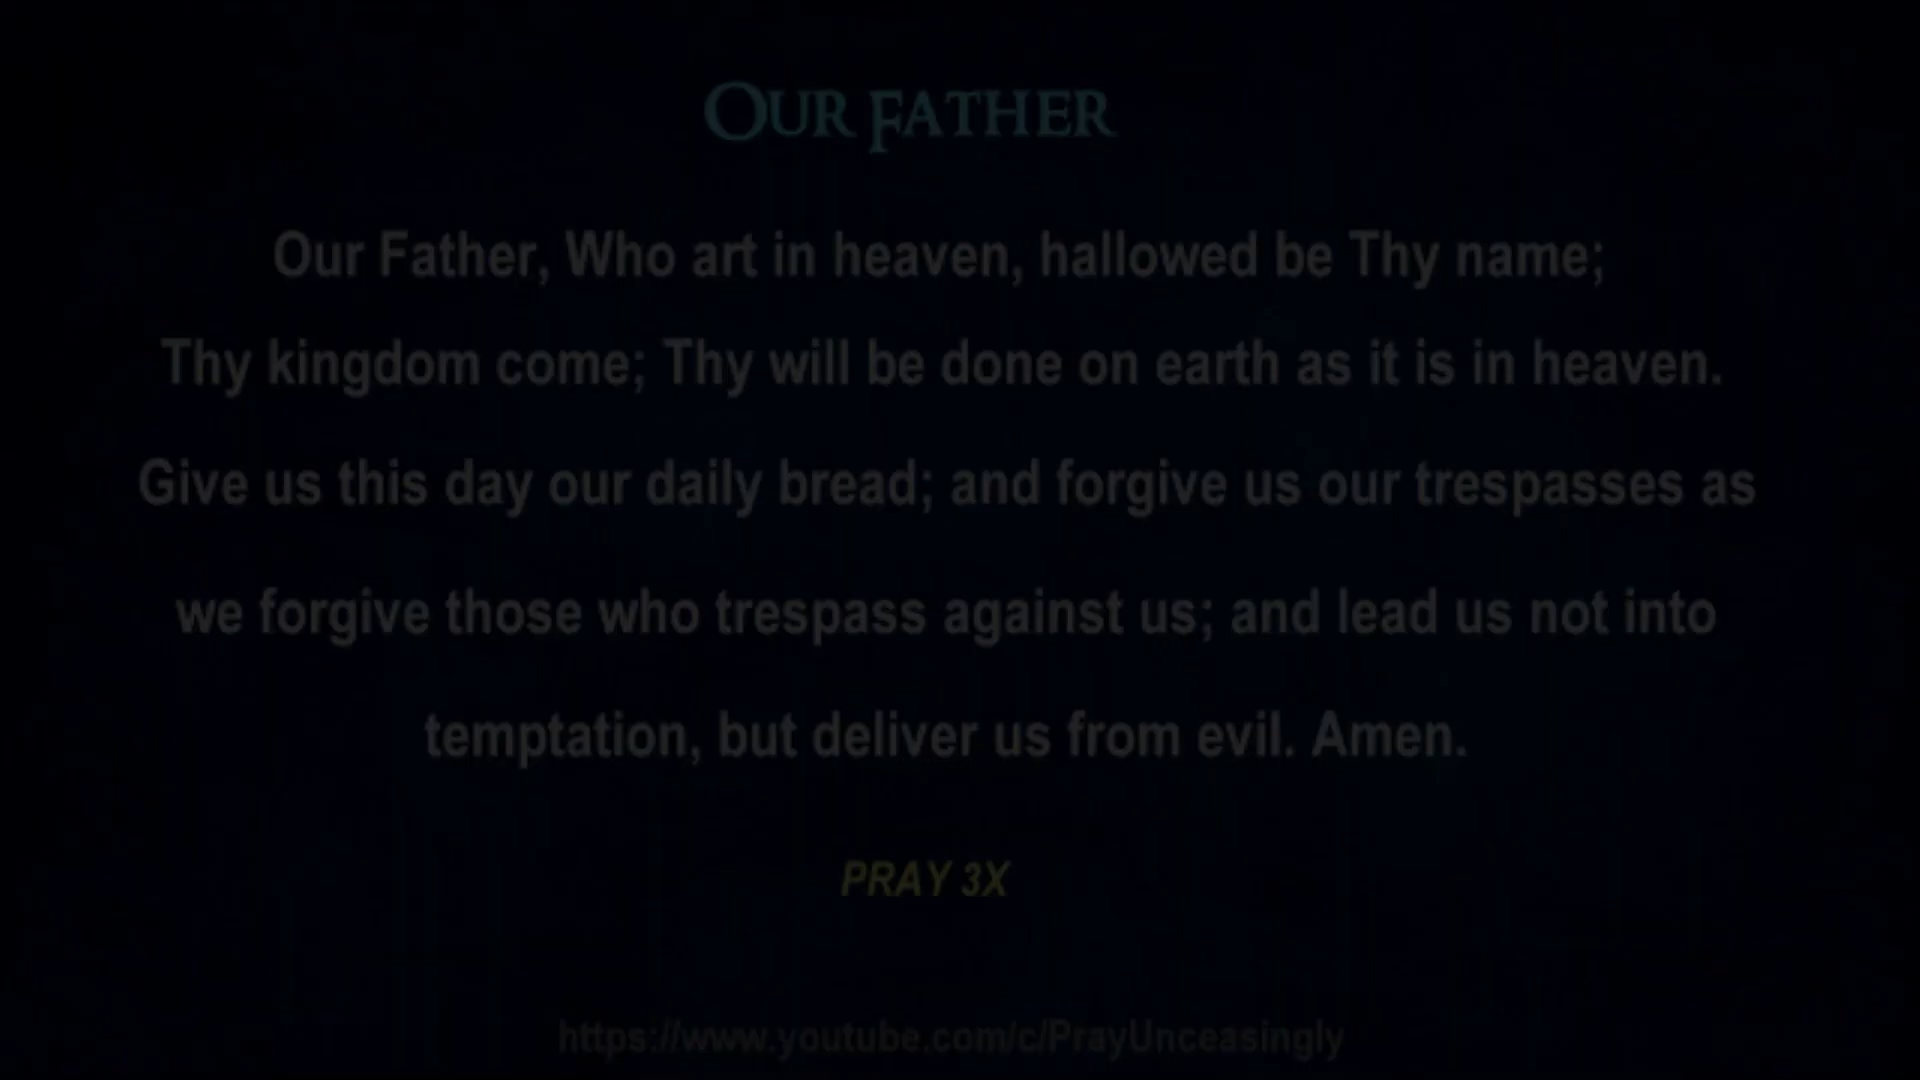 OUR FATHER
Our Father, Who art in heaven, hallowed be Thy name;
Thy kingdom come; Thy will be done on earth as it is in heaven.
Give us this day our daily bread; and forgive us our trespasses as
we forgive those who trespass against us; and lead us not into
temptation, but deliver us from evil. Amen.
PRAY 3X
https://www.youtube.com/c/PrayUnceasingly